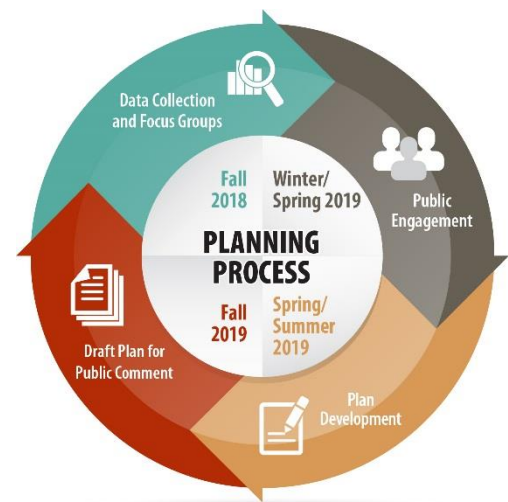 Data Collection
and Focus Groups
Fall
2018
Winter/
Spring 2019
Public
Engagement
PLANNING
PROCESS
Fall
2019
Spring/
Summer
2019
Draft Plan for
Public Comment
Plan
Development